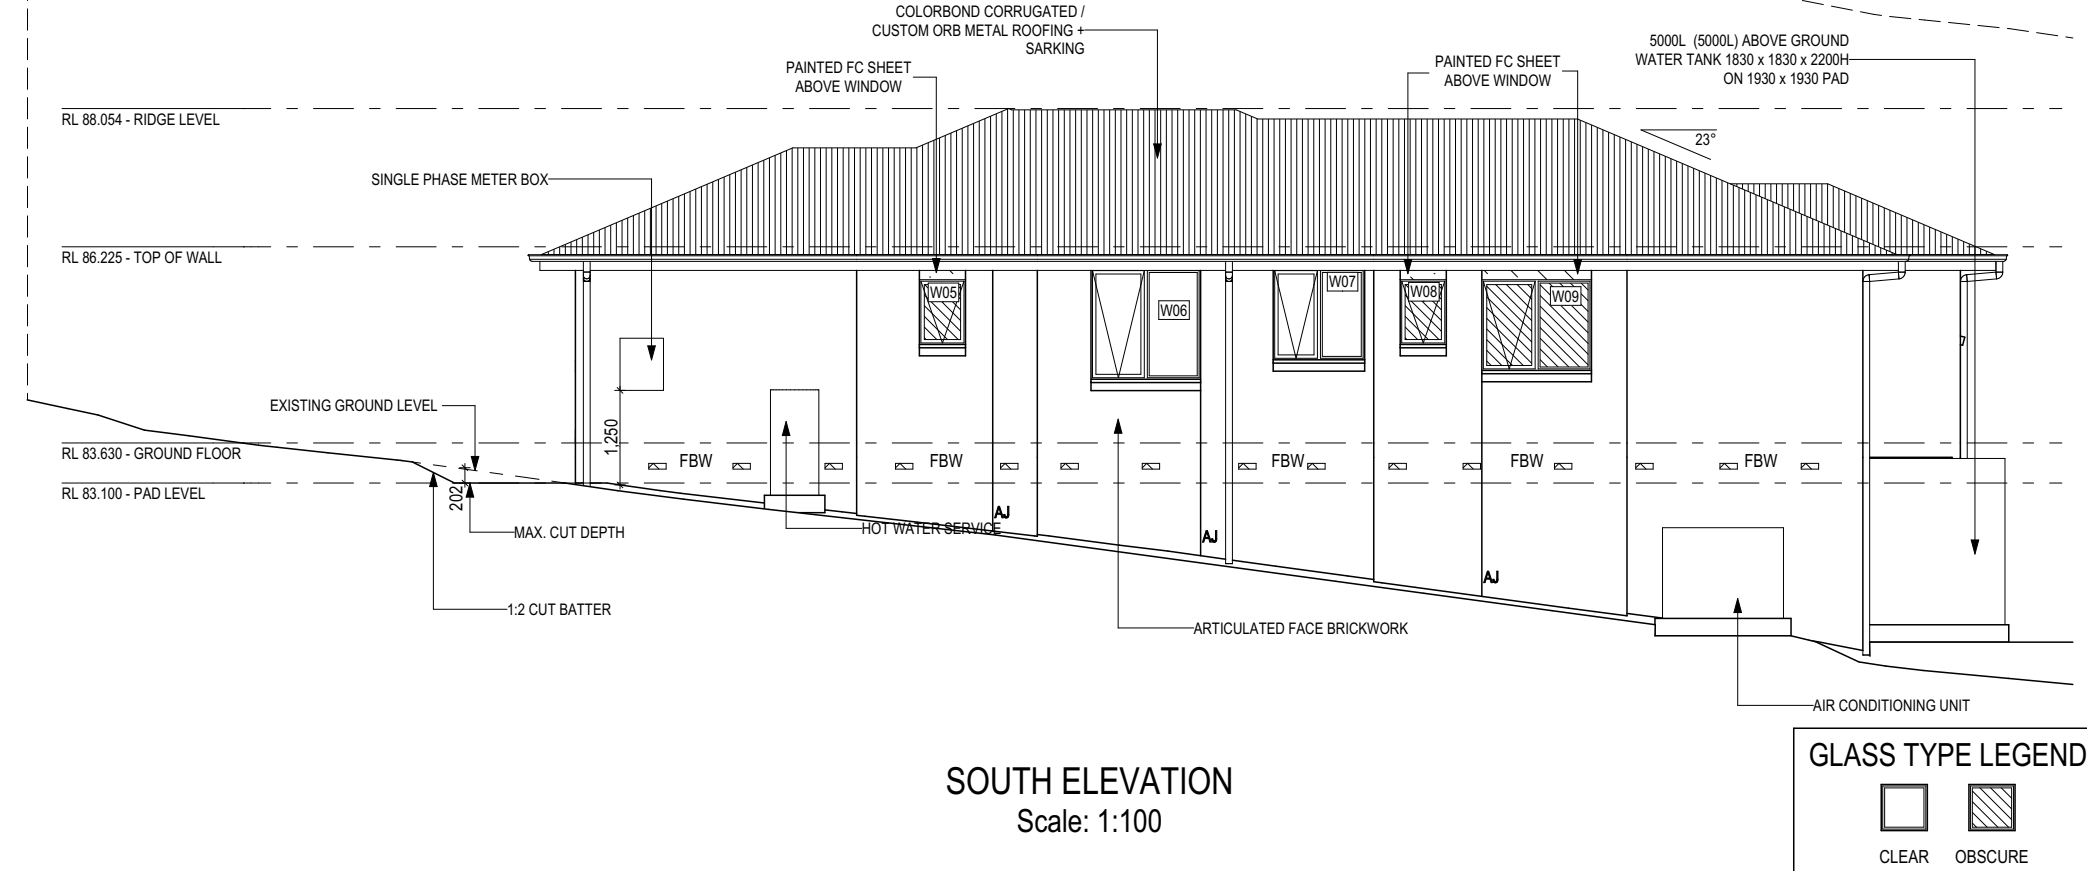 COLORBOND CORRUGATED /
CUSTOM ORB METAL ROOFING +
SARKING
5000L (5000L) ABOVE GROUND
WATER TANK 1830 x 1830 x 2200H
ON 1930 x 1930 PAD
PAINTED FC SHEET
ABOVE WINDOW
PAINTED FC SHEET
ABOVE WINDOW
RL 88.054 - RIDGE LEVEL
23°
SINGLE PHASE METER BOX
RL 86.225 - TOP OF WALL
W05
W06
W07
W08
W09
EXISTING GROUND LEVEL
1,250
RL 83.630 - GROUND FLOOR
FBW
FBW
FBW
FBW
FBW
RL 83.100 - PAD LEVEL
202
AJ
MAX. CUT DEPTH
HOT WATER SERVICE
AJ
AJ
1:2 CUT BATTER
ARTICULATED FACE BRICKWORK
AIR CONDITIONING UNIT
SOUTH ELEVATION
Scale: 1:100
GLASS TYPE LEGEND
CLEAR
OBSCURE